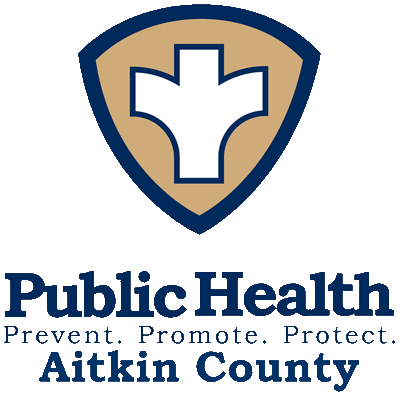 Public Health
Prevent. Promote. Protect.
Aitkin County